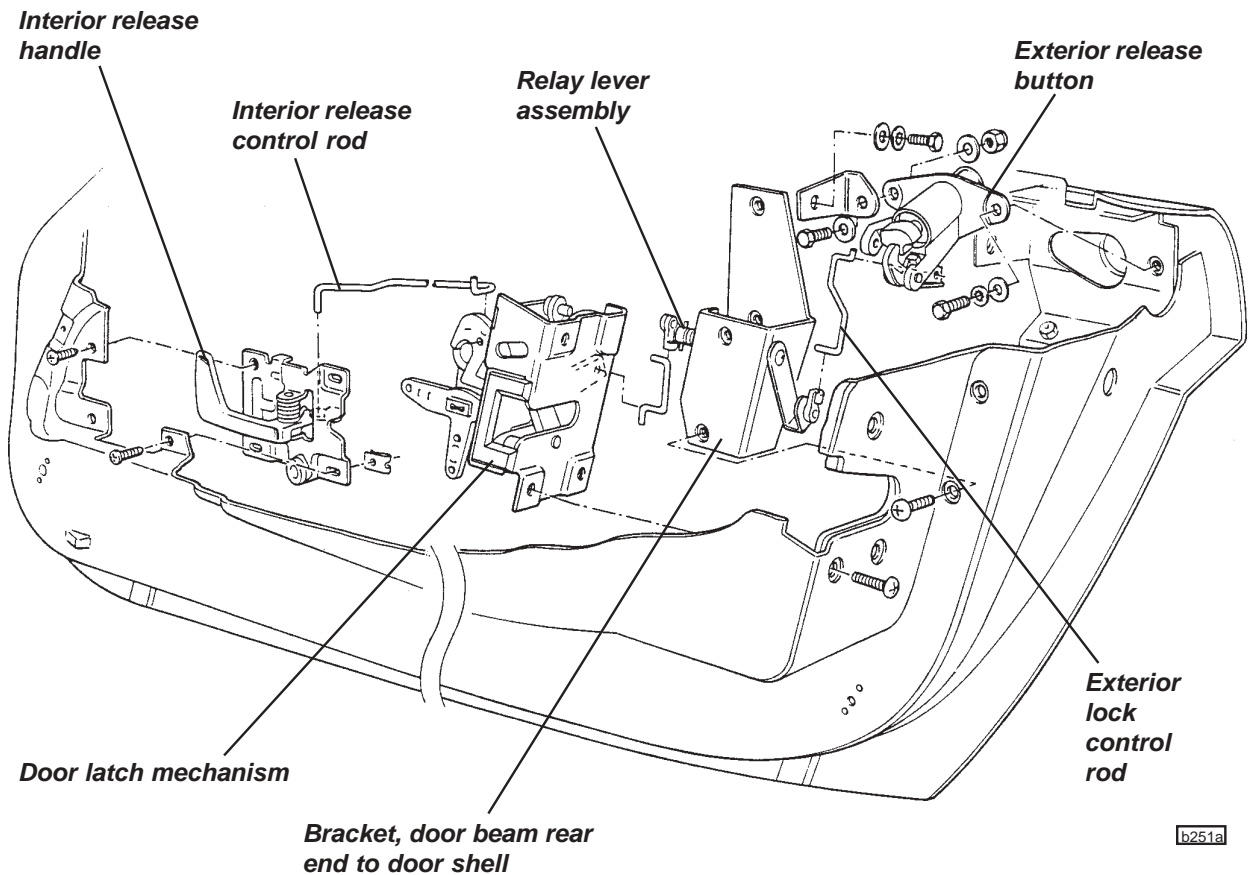 Interior release
handle
Interior release
control rod
Relay lever
assembly
Exterior release
button
Exterior
lock
control
rod
Door latch mechanism
Bracket, door beam rear
end to door shell
b251a